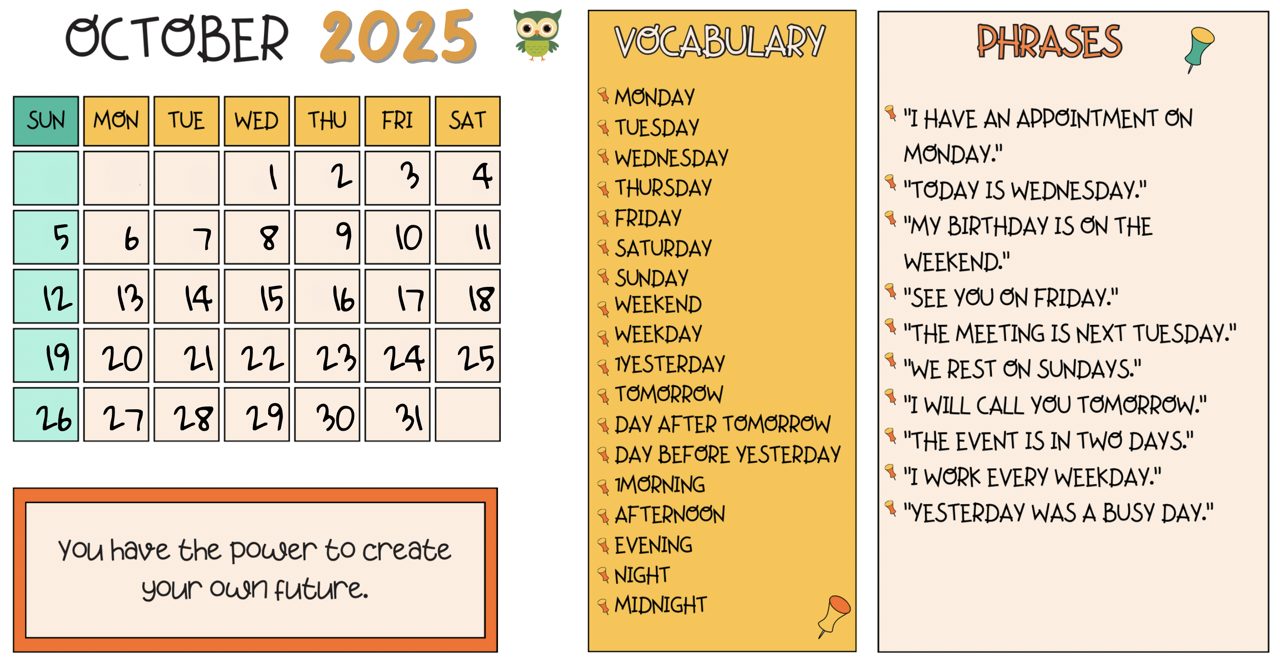 OCTOBER 2025
SUN MON TUE WED THU FRI SAT
1 2 3 4
5 6 7 8 9 10 11
12 13 14 15 16 17 18
19 20 21 22 23 24 25
26 27 28 29 30 31
You have the power to create
your own future.
VOCABULARY
MONDAY
TUESDAY
WEDNESDAY
THURSDAY
FRIDAY
SATURDAY
SUNDAY
WEEKEND
WEEKDAY
1YESTERDAY
TOMORROW
DAY AFTER TOMORROW
DAY BEFORE YESTERDAY
1MORNING
AFTERNOON
EVENING
NIGHT
MIDNIGHT
PHRASES
"I HAVE AN APPOINTMENT ON
MONDAY."
"TODAY IS WEDNESDAY."
"MY BIRTHDAY IS ON THE
WEEKEND."
"SEE YOU ON FRIDAY."
"THE MEETING IS NEXT TUESDAY."
"WE REST ON SUNDAYS."
"I WILL CALL YOU TOMORROW."
"THE EVENT IS IN TWO DAYS."
"I WORK EVERY WEEKDAY."
"YESTERDAY WAS A BUSY DAY."